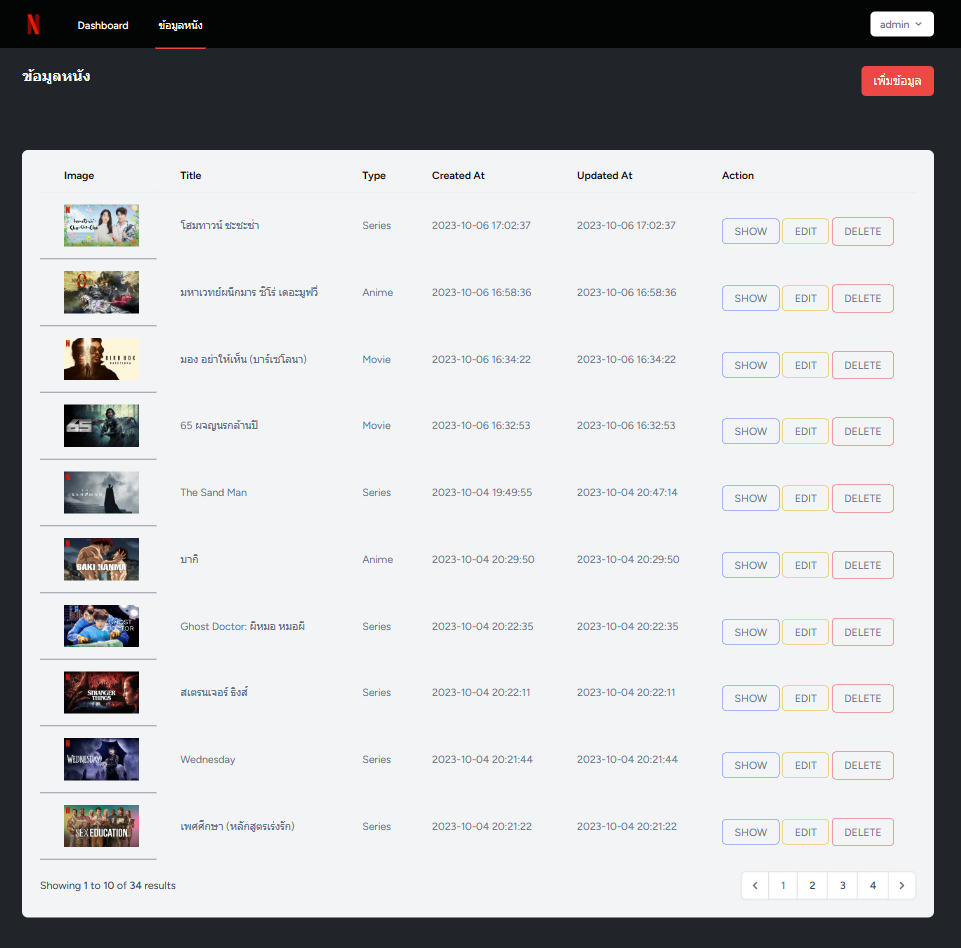 N Dashboard ข้อมูลหนัง admin
ข้อมูลหนัง
เพิ่มข้อมูล
Image Title Type Created At Updated At Action
โฮมทาวน์ ชะชะช่า Series 2023-10-06 17:02:37 2023-10-06 17:02:37 SHOW EDIT DELETE
มหาเวทย์ผนึกมาร ซีโร่ เดอะมูฟวี่ Anime 2023-10-06 16:58:36 2023-10-06 16:58:36 SHOW EDIT DELETE
BIRD BOX
มอง อย่าให้เห็น (บาร์เซโลนา) Movie 2023-10-06 16:34:22 2023-10-06 16:34:22 SHOW EDIT DELETE
65
65 ผจญนรกล้านปี Movie 2023-10-06 16:32:53 2023-10-06 16:32:53 SHOW EDIT DELETE
SANDMAN
The Sand Man Series 2023-10-04 19:49:55 2023-10-04 20:47:14 SHOW EDIT DELETE
BAKI HANMA
บากิ Anime 2023-10-04 20:29:50 2023-10-04 20:29:50 SHOW EDIT DELETE
GHOST DOCTOR
Ghost Doctor: ผีหมอ หมอผี Series 2023-10-04 20:22:35 2023-10-04 20:22:35 SHOW EDIT DELETE
STRANGER THINGS
สเตรนเจอร์ ธิงส์ Series 2023-10-04 20:22:11 2023-10-04 20:22:11 SHOW EDIT DELETE
WEDNESDAY
Wednesday Series 2023-10-04 20:21:44 2023-10-04 20:21:44 SHOW EDIT DELETE
SEX EDUCATION
เพศศึกษา (หลักสูตรเร่งรัก) Series 2023-10-04 20:21:22 2023-10-04 20:21:22 SHOW EDIT DELETE
Showing 1 to 10 of 34 results 1 2 3 4